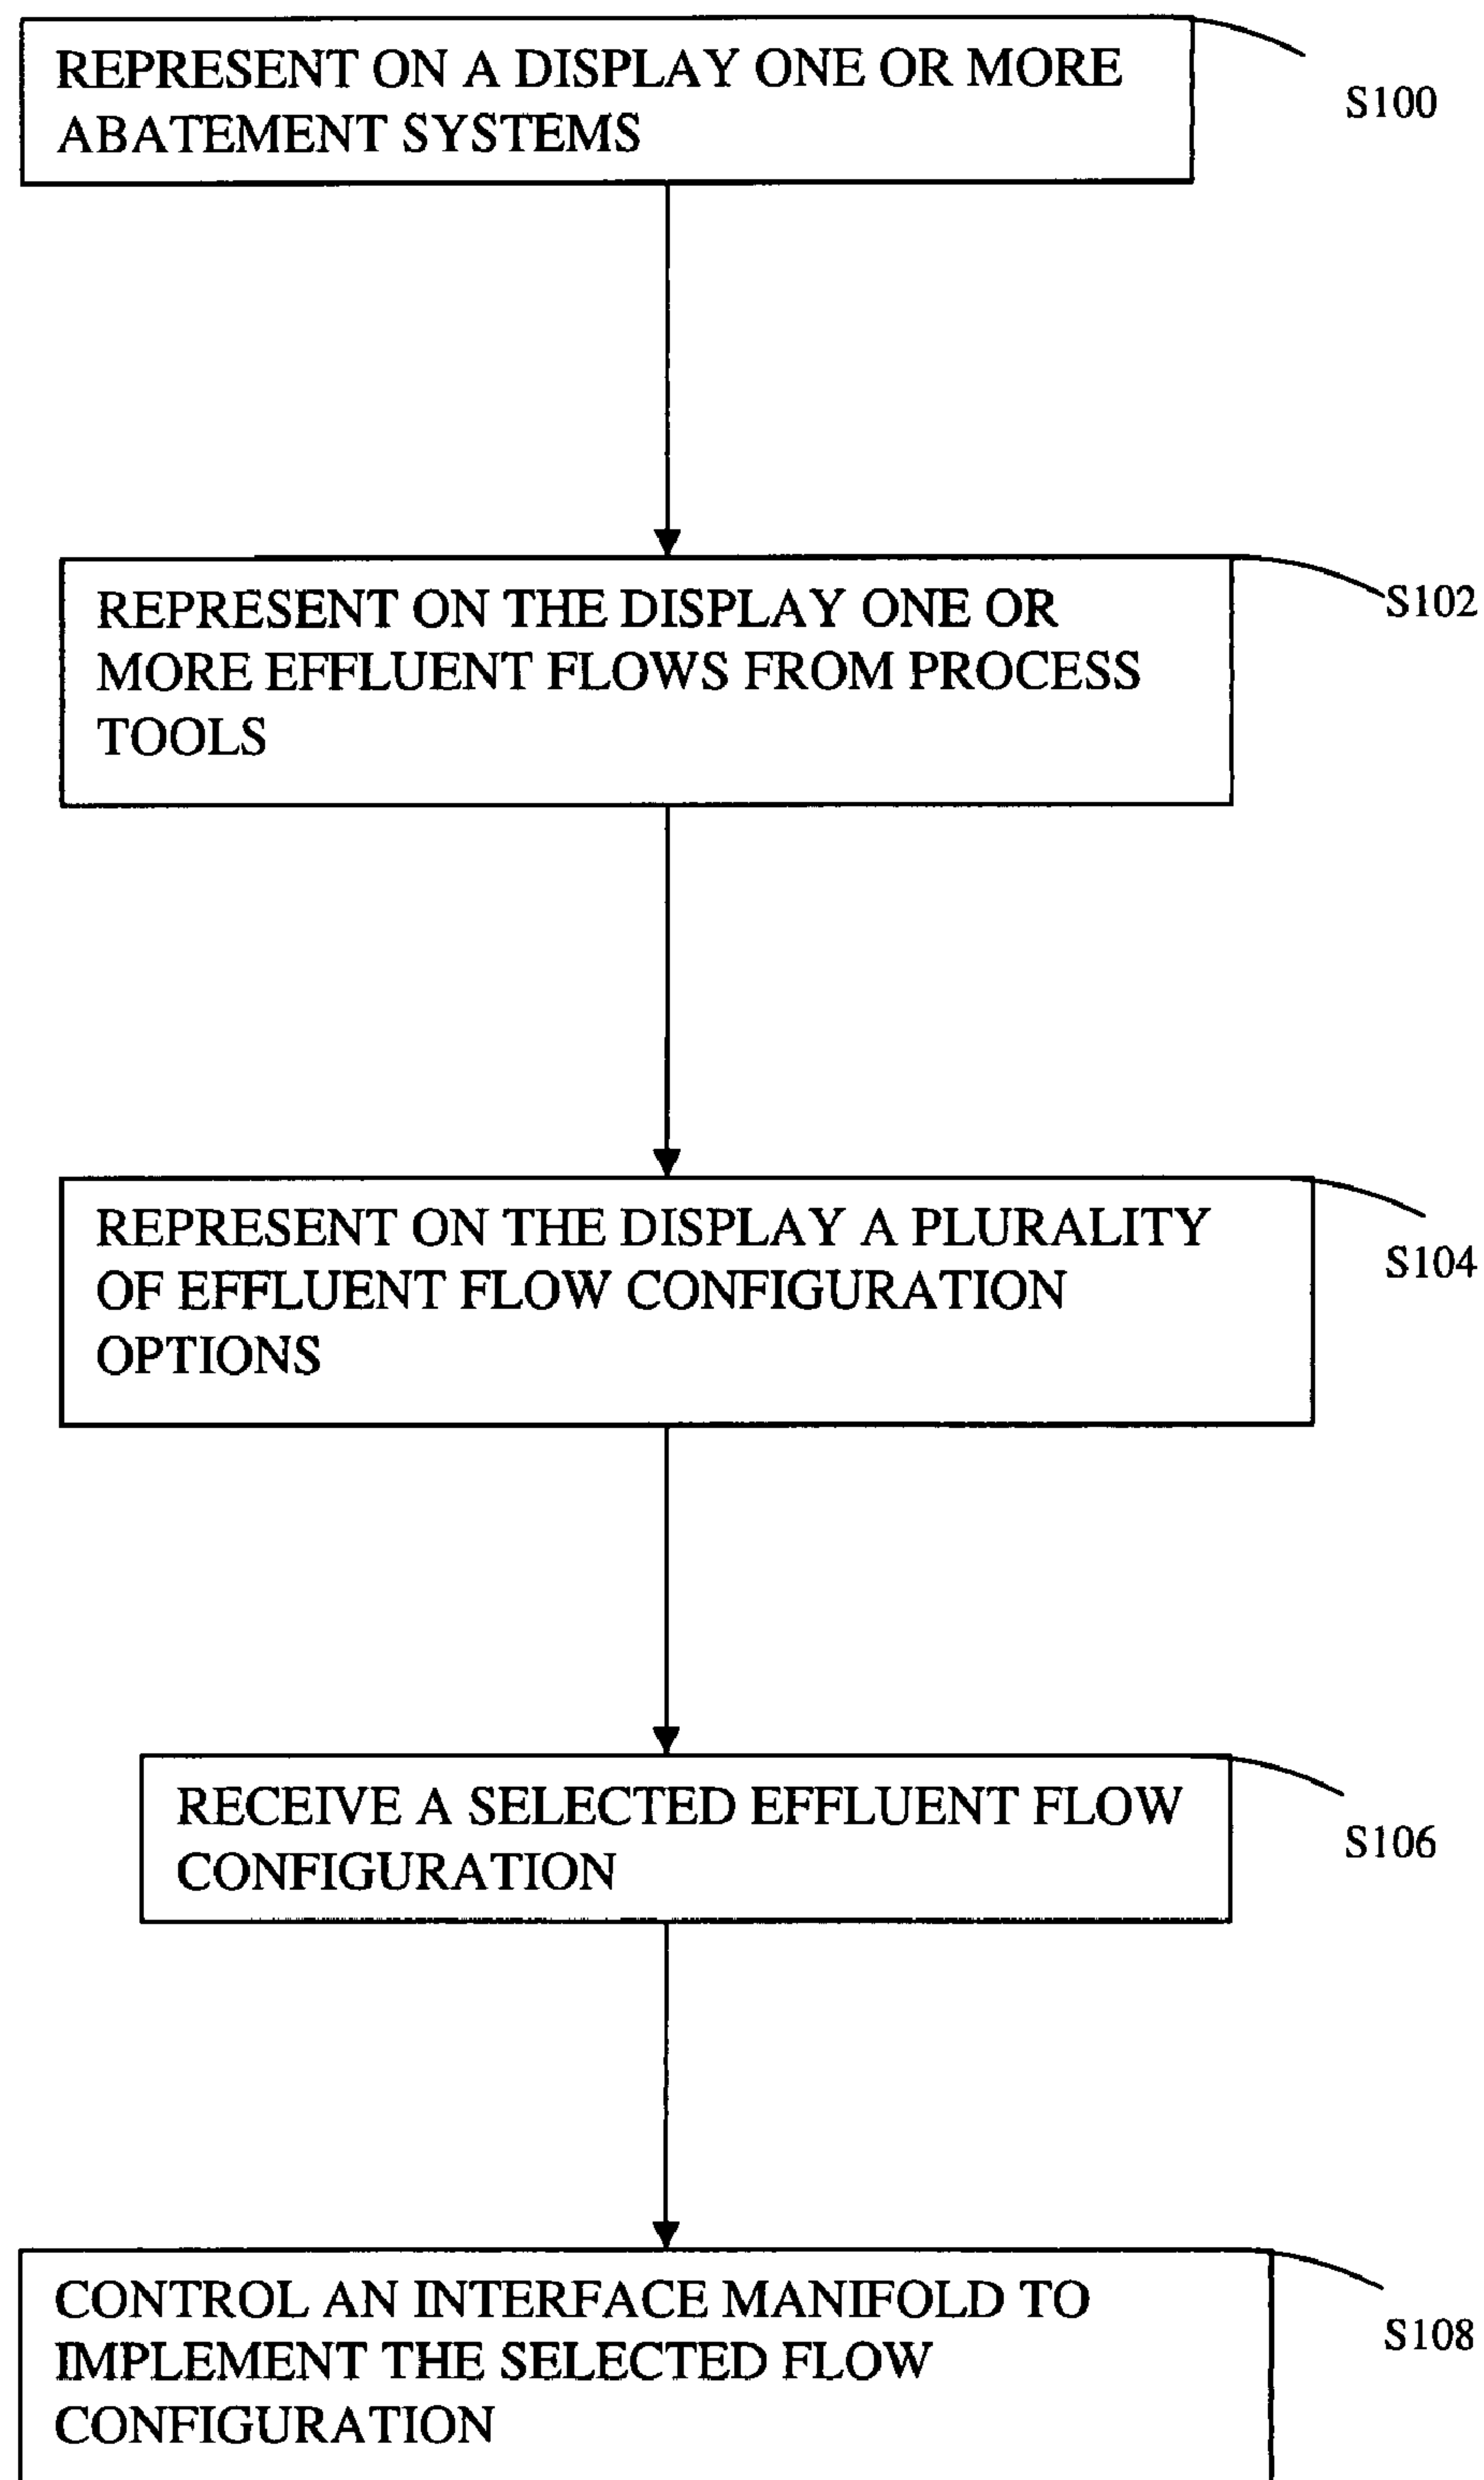 REPRESENT ON A DISPLAY ONE OR MORE
ABATEMENT SYSTEMS
S100
REPRESENT ON THE DISPLAY ONE OR
MORE EFFLUENT FLOWS FROM PROCESS
TOOLS
S102
REPRESENT ON THE DISPLAY A PLURALITY
OF EFFLUENT FLOW CONFIGURATION
OPTIONS
S104
RECEIVE A SELECTED EFFLUENT FLOW
CONFIGURATION
S106
CONTROL AN INTERFACE MANIFOLD TO
IMPLEMENT THE SELECTED FLOW
CONFIGURATION
S108